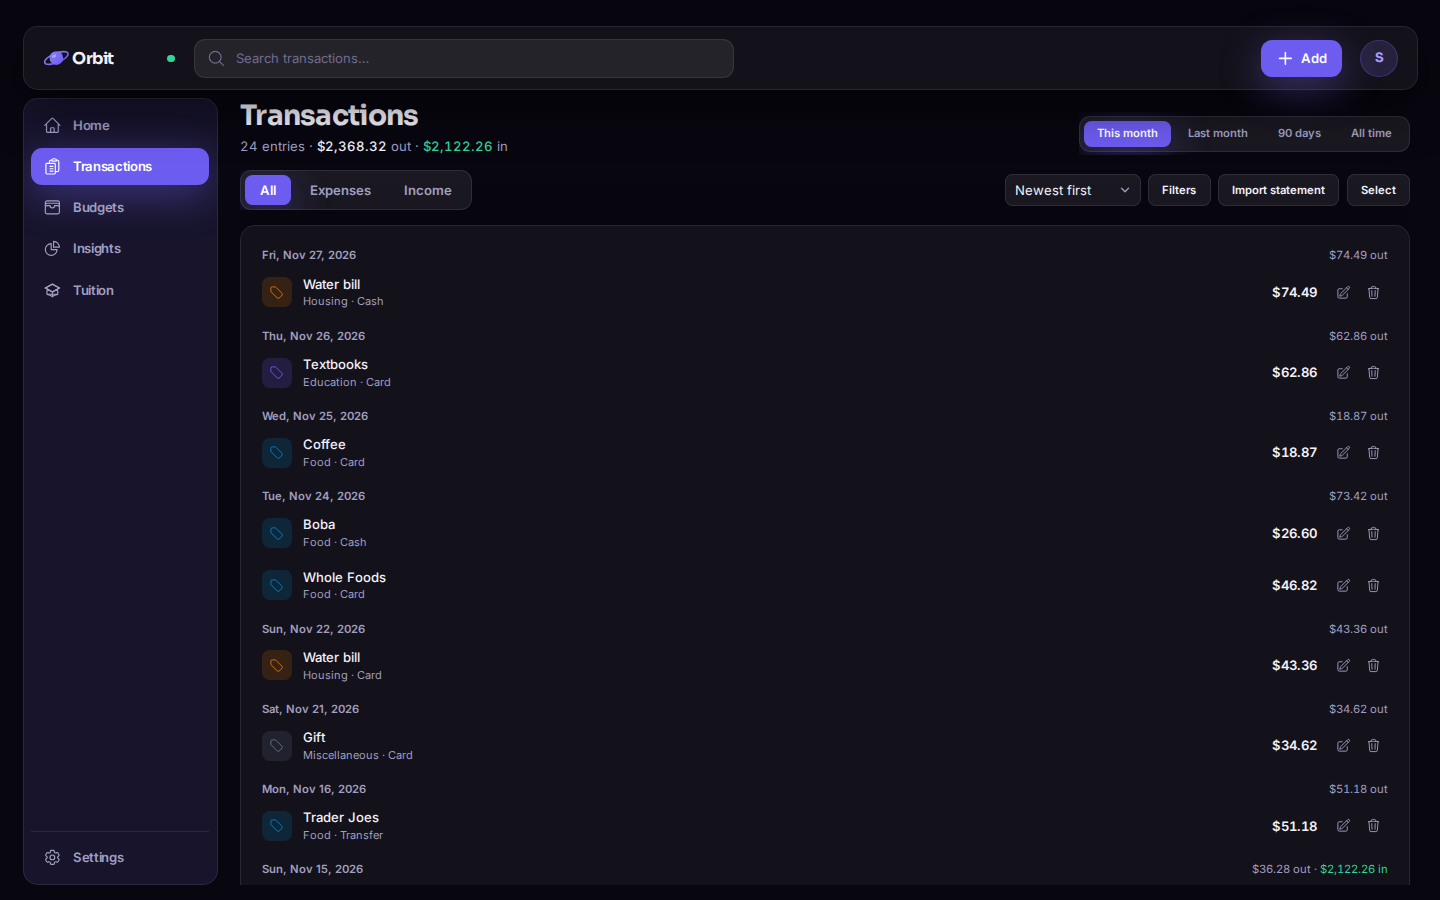 Orbit
Search transactions...
Add
S
Home
Transactions
Budgets
Insights
Tuition
Settings
Transactions
24 entries · $2,368.32 out · $2,122.26 in
This month
Last month
90 days
All time
All
Expenses
Income
Newest first
Filters
Import statement
Select
Fri, Nov 27, 2026
$74.49 out
Water bill
Housing · Cash
$74.49
Thu, Nov 26, 2026
$62.86 out
Textbooks
Education · Card
$62.86
Wed, Nov 25, 2026
$18.87 out
Coffee
Food · Card
$18.87
Tue, Nov 24, 2026
$73.42 out
Boba
Food · Cash
$26.60
Whole Foods
Food · Card
$46.82
Sun, Nov 22, 2026
$43.36 out
Water bill
Housing · Card
$43.36
Sat, Nov 21, 2026
$34.62 out
Gift
Miscellaneous · Card
$34.62
Mon, Nov 16, 2026
$51.18 out
Trader Joes
Food · Transfer
$51.18
Sun, Nov 15, 2026
$36.28 out · $2,122.26 in